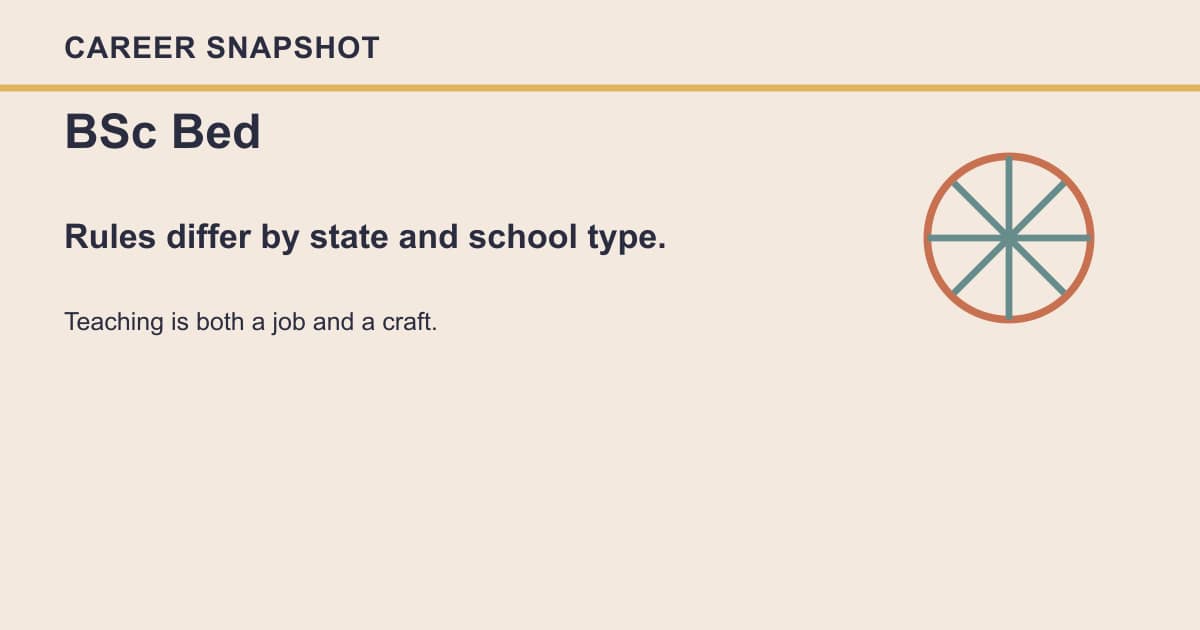 CAREER SNAPSHOT
BSc Bed
Rules differ by state and school type.
Teaching is both a job and a craft.